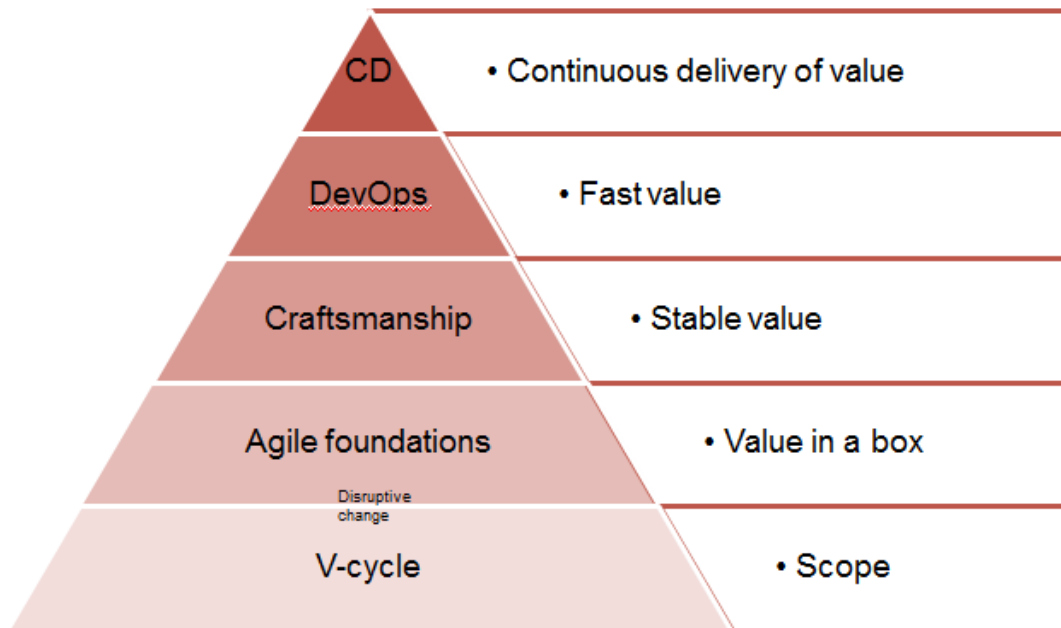 CD
• Continuous delivery of value
DevOps
• Fast value
Craftsmanship
• Stable value
Agile foundations
• Value in a box
Disruptive
change
V-cycle
• Scope